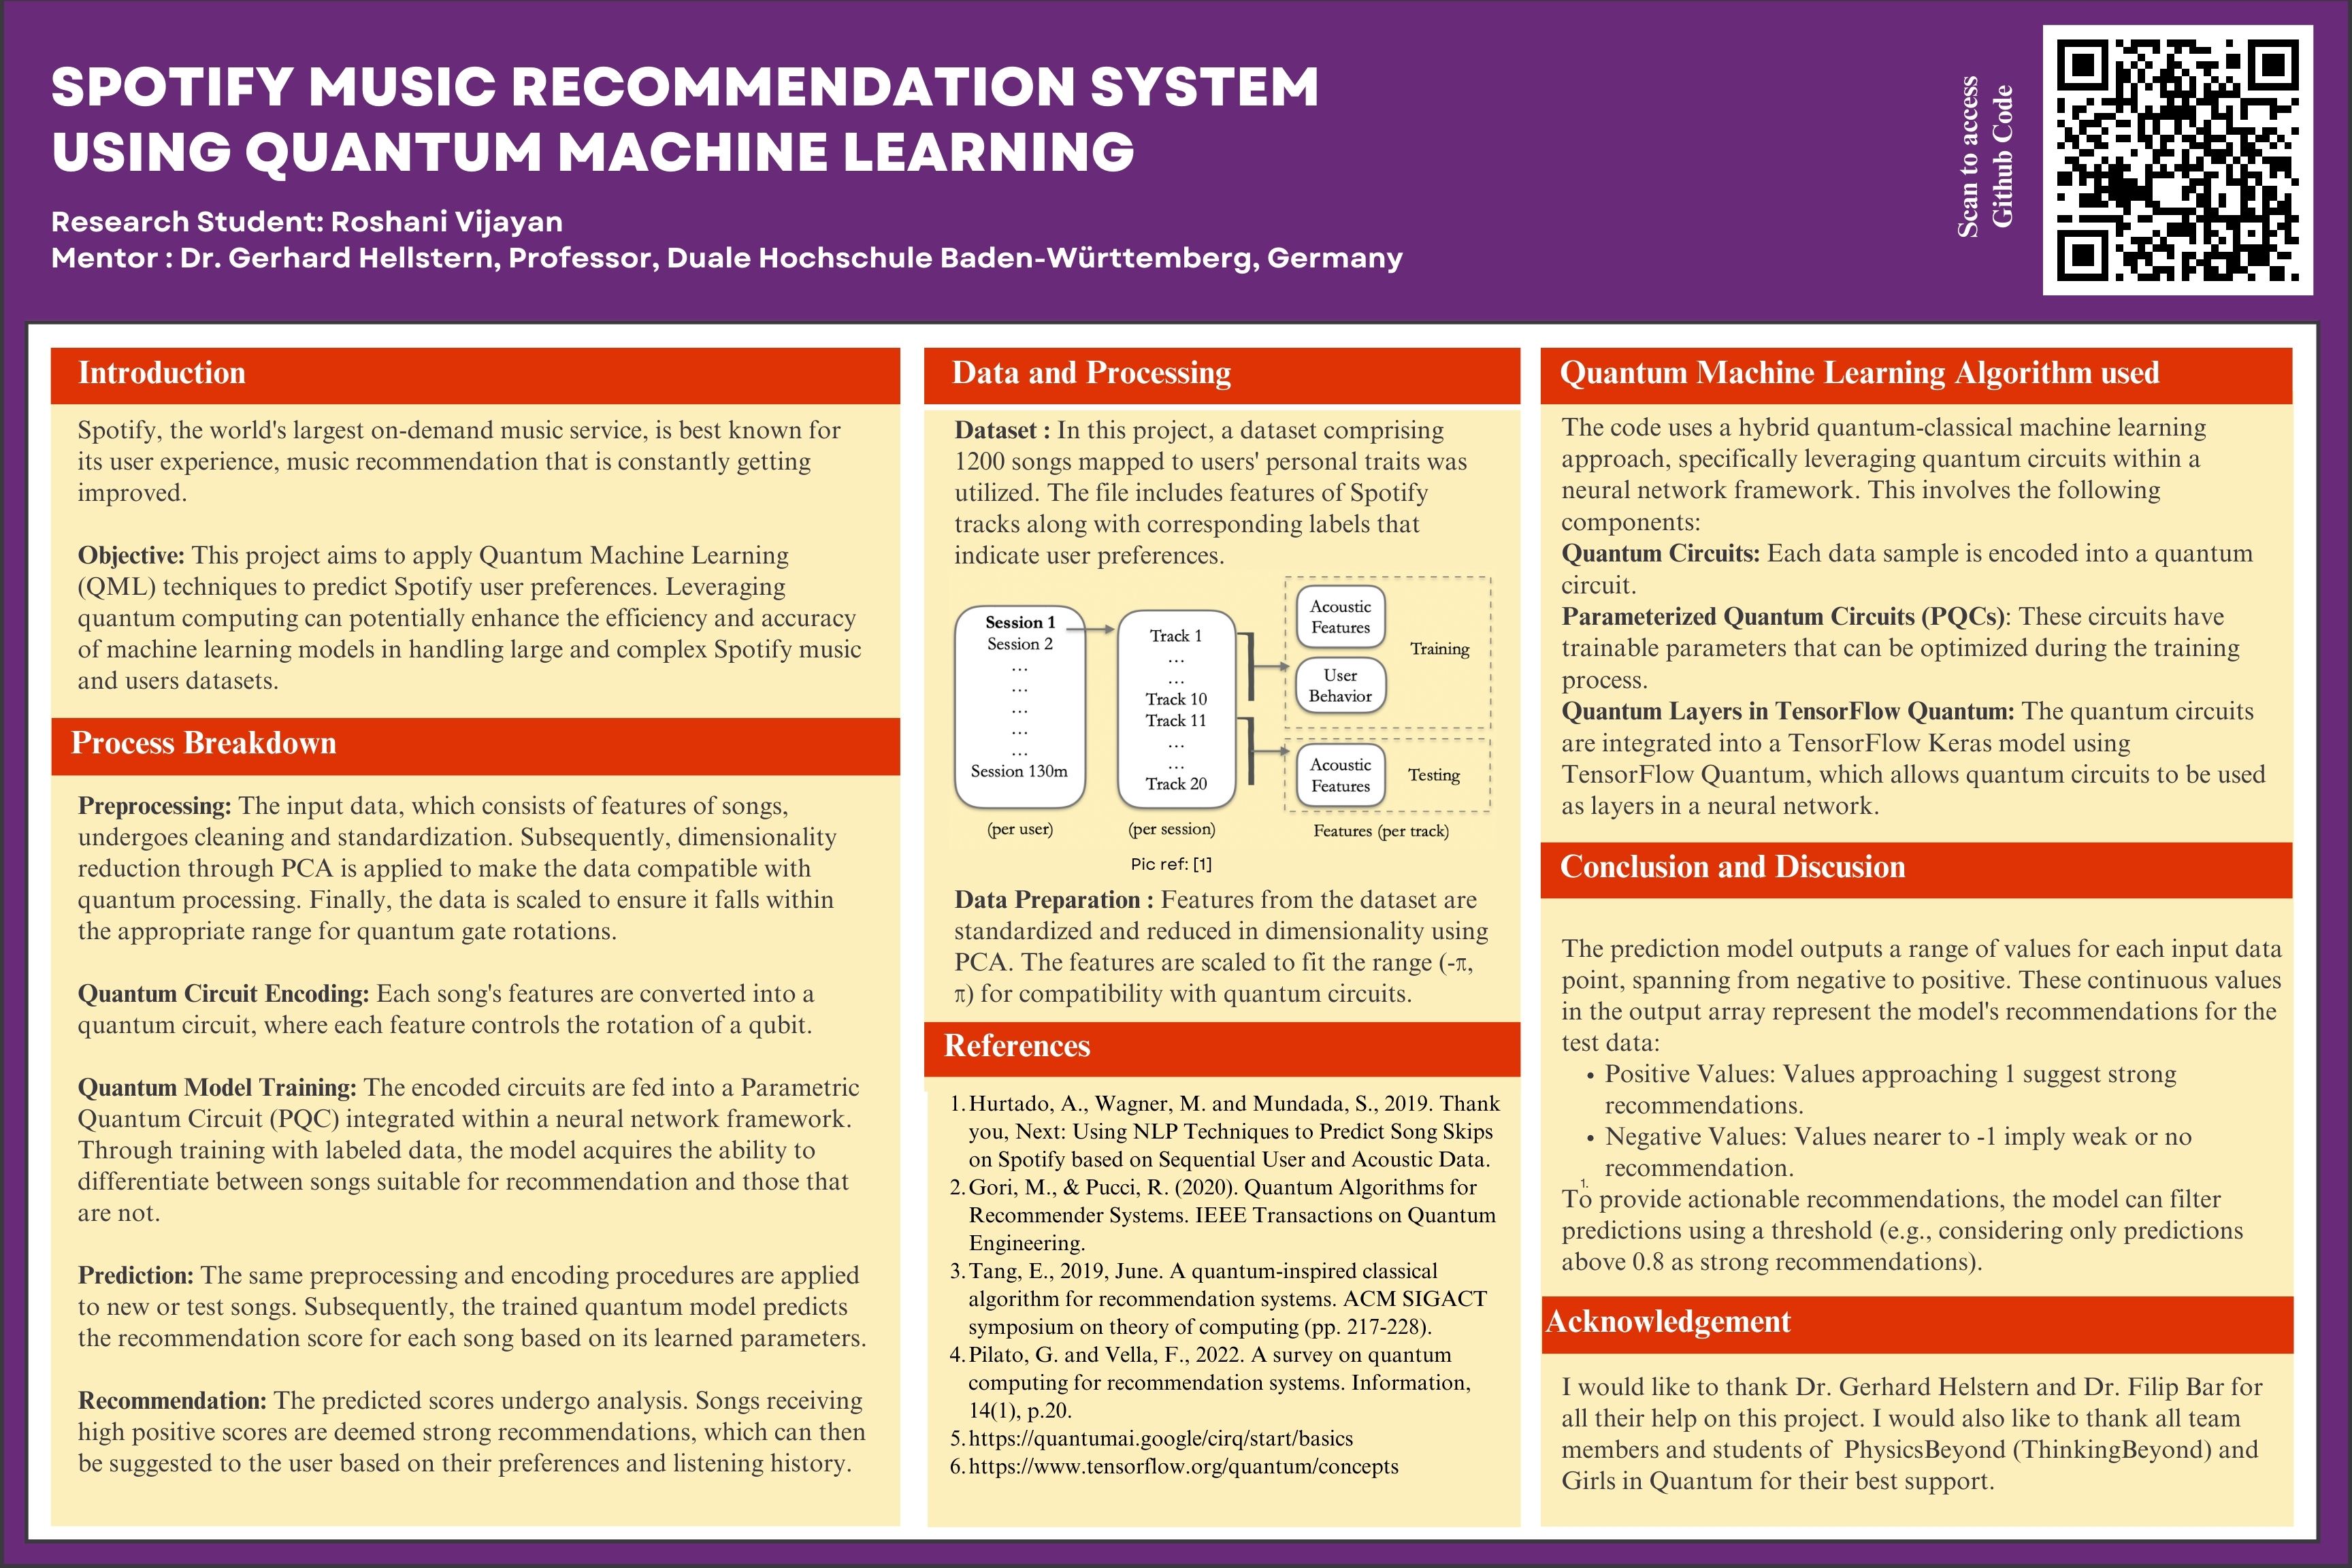 SPOTIFY MUSIC RECOMMENDATION SYSTEM
USING QUANTUM MACHINE LEARNING
Research Student: Roshani Vijayan
Mentor : Dr. Gerhard Hellstern, Professor, Duale Hochschule Baden-Württemberg, Germany
Scan to access
Github Code
Introduction
Spotify, the world's largest on-demand music service, is best known for
its user experience, music recommendation that is constantly getting
improved.
Objective: This project aims to apply Quantum Machine Learning
(QML) techniques to predict Spotify user preferences. Leveraging
quantum computing can potentially enhance the efficiency and accuracy
of machine learning models in handling large and complex Spotify music
and users datasets.
Process Breakdown
Preprocessing: The input data, which consists of features of songs,
undergoes cleaning and standardization. Subsequently, dimensionality
reduction through PCA is applied to make the data compatible with
quantum processing. Finally, the data is scaled to ensure it falls within
the appropriate range for quantum gate rotations.
Quantum Circuit Encoding: Each song's features are converted into a
quantum circuit, where each feature controls the rotation of a qubit.
Quantum Model Training: The encoded circuits are fed into a Parametric
Quantum Circuit (PQC) integrated within a neural network framework.
Through training with labeled data, the model acquires the ability to
differentiate between songs suitable for recommendation and those that
are not.
Prediction: The same preprocessing and encoding procedures are applied
to new or test songs. Subsequently, the trained quantum model predicts
the recommendation score for each song based on its learned parameters.
Recommendation: The predicted scores undergo analysis. Songs receiving
high positive scores are deemed strong recommendations, which can then
be suggested to the user based on their preferences and listening history.
Data and Processing
Dataset : In this project, a dataset comprising
1200 songs mapped to users' personal traits was
utilized. The file includes features of Spotify
tracks along with corresponding labels that
indicate user preferences.
Session 1
Session 2
...
...
...
...
...
Session 130m
(per user)
Track 1
...
...
Track 10
Track 11
...
...
Track 20
(per session)
Acoustic
Features
User
Behavior
Training
Acoustic
Features
Testing
Features (per track)
Pic ref: [1]
Data Preparation : Features from the dataset are
standardized and reduced in dimensionality using
PCA. The features are scaled to fit the range (-π,
π) for compatibility with quantum circuits.
References
1. Hurtado, A., Wagner, M. and Mundada, S., 2019. Thank
you, Next: Using NLP Techniques to Predict Song Skips
on Spotify based on Sequential User and Acoustic Data.
2. Gori, M., & Pucci, R. (2020). Quantum Algorithms for
Recommender Systems. IEEE Transactions on Quantum
Engineering.
3. Tang, E., 2019, June. A quantum-inspired classical
algorithm for recommendation systems. ACM SIGACT
symposium on theory of computing (pp. 217-228).
4. Pilato, G. and Vella, F., 2022. A survey on quantum
computing for recommendation systems. Information,
14(1), p.20.
5. https://quantumai.google/cirq/start/basics
6. https://www.tensorflow.org/quantum/concepts
Quantum Machine Learning Algorithm used
The code uses a hybrid quantum-classical machine learning
approach, specifically leveraging quantum circuits within a
neural network framework. This involves the following
components:
Quantum Circuits: Each data sample is encoded into a quantum
circuit.
Parameterized Quantum Circuits (PQCs): These circuits have
trainable parameters that can be optimized during the training
process.
Quantum Layers in TensorFlow Quantum: The quantum circuits
are integrated into a TensorFlow Keras model using
TensorFlow Quantum, which allows quantum circuits to be used
as layers in a neural network.
Conclusion and Discusion
The prediction model outputs a range of values for each input data
point, spanning from negative to positive. These continuous values
in the output array represent the model's recommendations for the
test data:
• Positive Values: Values approaching 1 suggest strong
recommendations.
• Negative Values: Values nearer to -1 imply weak or no
recommendation.
1.
To provide actionable recommendations, the model can filter
predictions using a threshold (e.g., considering only predictions
above 0.8 as strong recommendations).
Acknowledgement
I would like to thank Dr. Gerhard Helstern and Dr. Filip Bar for
all their help on this project. I would also like to thank all team
members and students of PhysicsBeyond (ThinkingBeyond) and
Girls in Quantum for their best support.